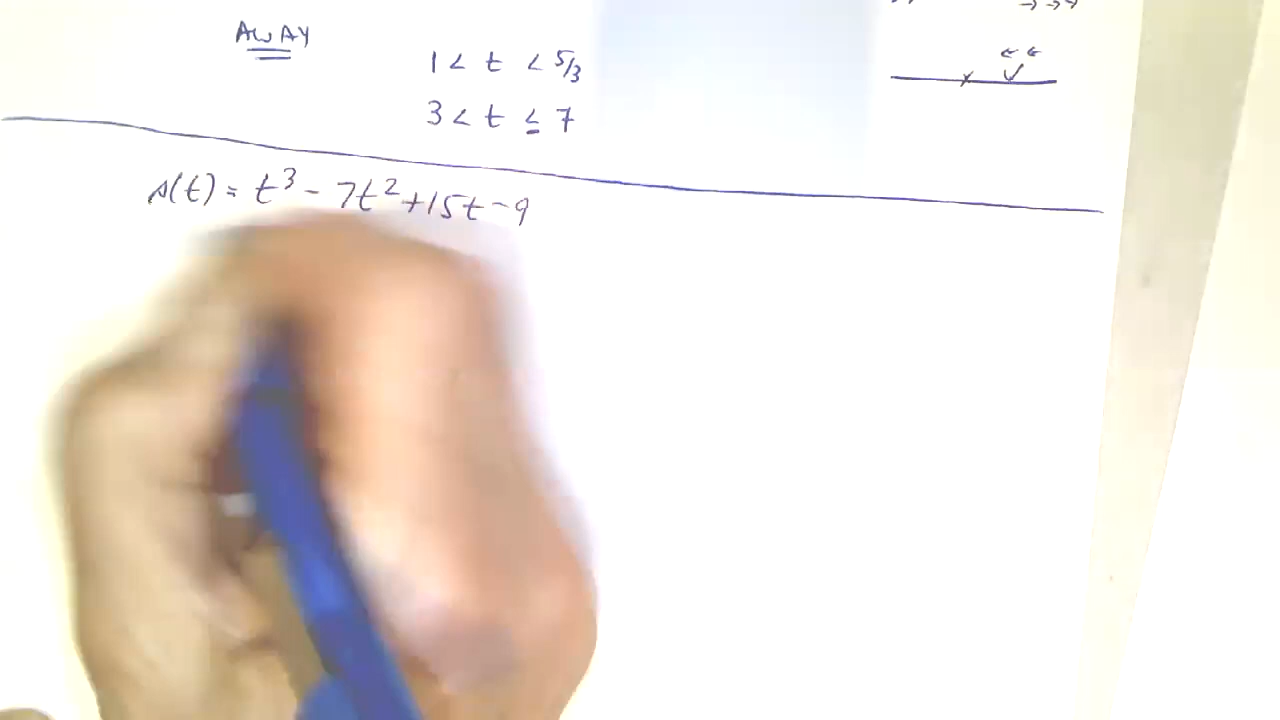 AWAY
1 < t < 5/3
3 < t ≤ 7
s(t) = t³ - 7t² + 15t - 9